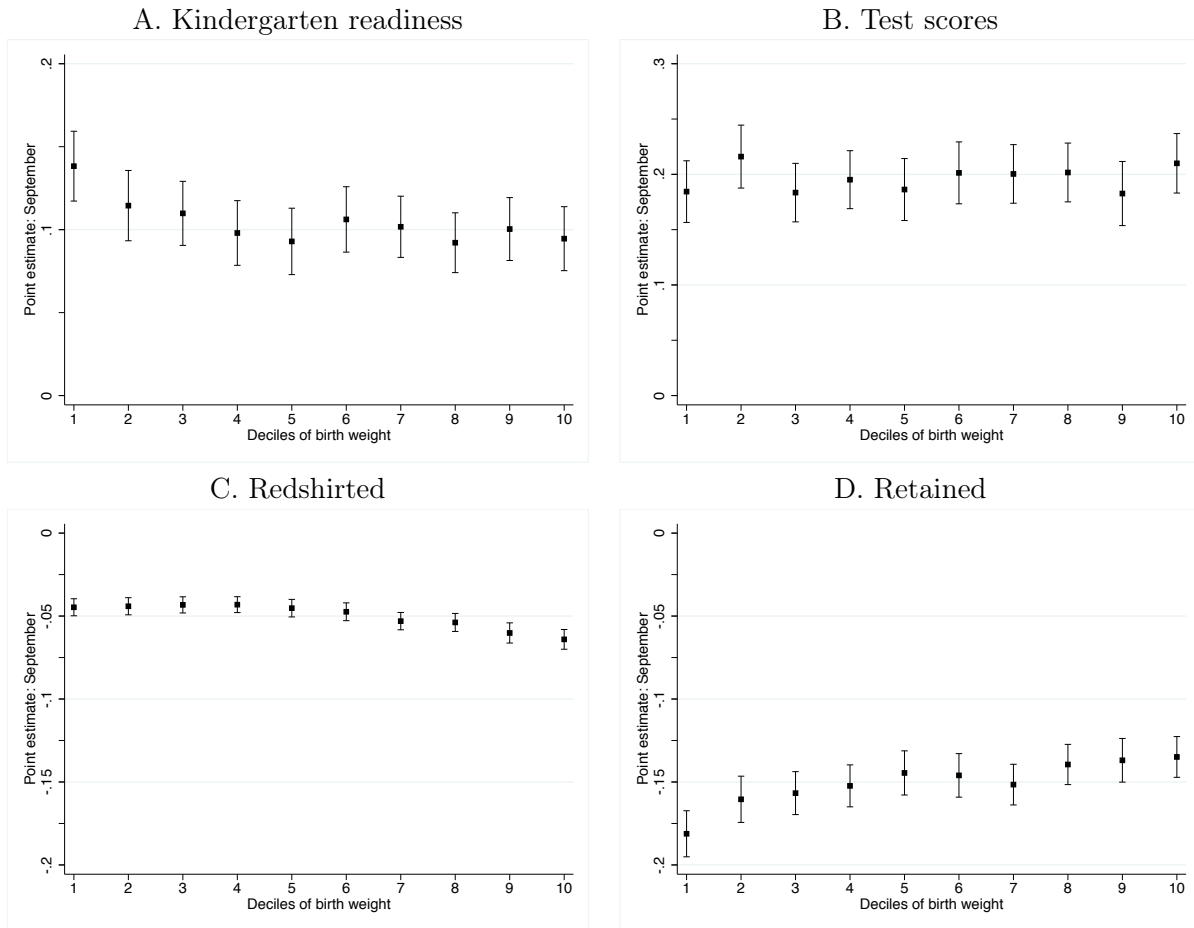 A. Kindergarten readiness
Point estimate: September
.2
.1
0
1 2 3 4 5 6 7 8 9 10
Deciles of birth weight
B. Test scores
Point estimate: September
.3
.2
.1
0
1 2 3 4 5 6 7 8 9 10
Deciles of birth weight
C. Redshirted
Point estimate: September
0
-.05
-.1
-.15
-.2
1 2 3 4 5 6 7 8 9 10
Deciles of birth weight
D. Retained
Point estimate: September
0
-.05
-.1
-.15
-.2
1 2 3 4 5 6 7 8 9 10
Deciles of birth weight